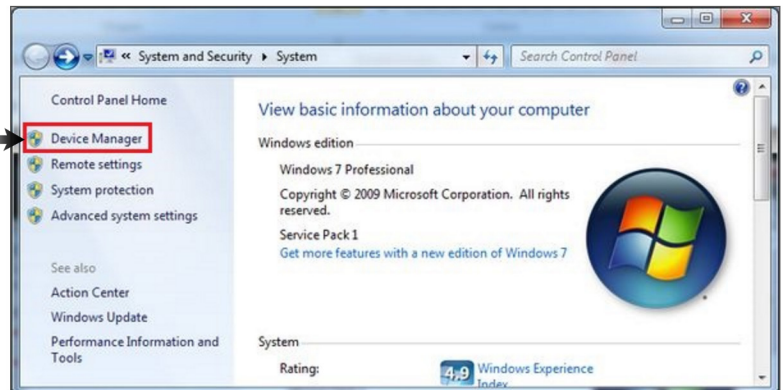 « System and Security ▸ System
Search Control Panel
Control Panel Home
Device Manager
Remote settings
System protection
Advanced system settings
See also
Action Center
Windows Update
Performance Information and
Tools
View basic information about your computer
Windows edition
Windows 7 Professional
Copyright © 2009 Microsoft Corporation. All rights
reserved.
Service Pack 1
Get more features with a new edition of Windows 7
System
Rating:
4,9 Windows Experience
Index